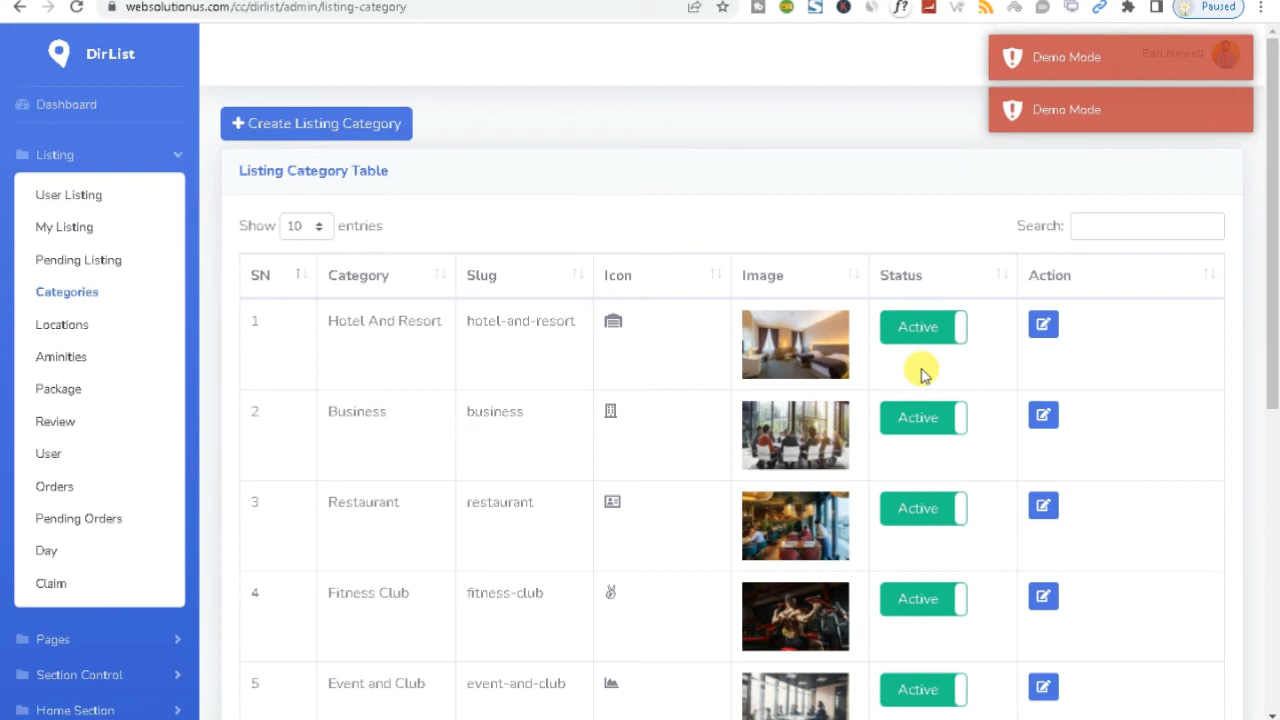 websolutionus.com/cc/dirlist/admin/listing-category
Paused
DirList
Demo Mode
Earl Newell
Demo Mode
Dashboard
Create Listing Category
Listing
Listing Category Table
User Listing
My Listing
Pending Listing
Categories
Locations
Aminities
Package
Review
User
Orders
Pending Orders
Day
Claim
Pages
Section Control
Home Section
Show 10 entries
Search:
SN Category Slug Icon Image Status Action
1 Hotel And Resort hotel-and-resort Active
2 Business business Active
3 Restaurant restaurant Active
4 Fitness Club fitness-club Active
5 Event and Club event-and-club Active